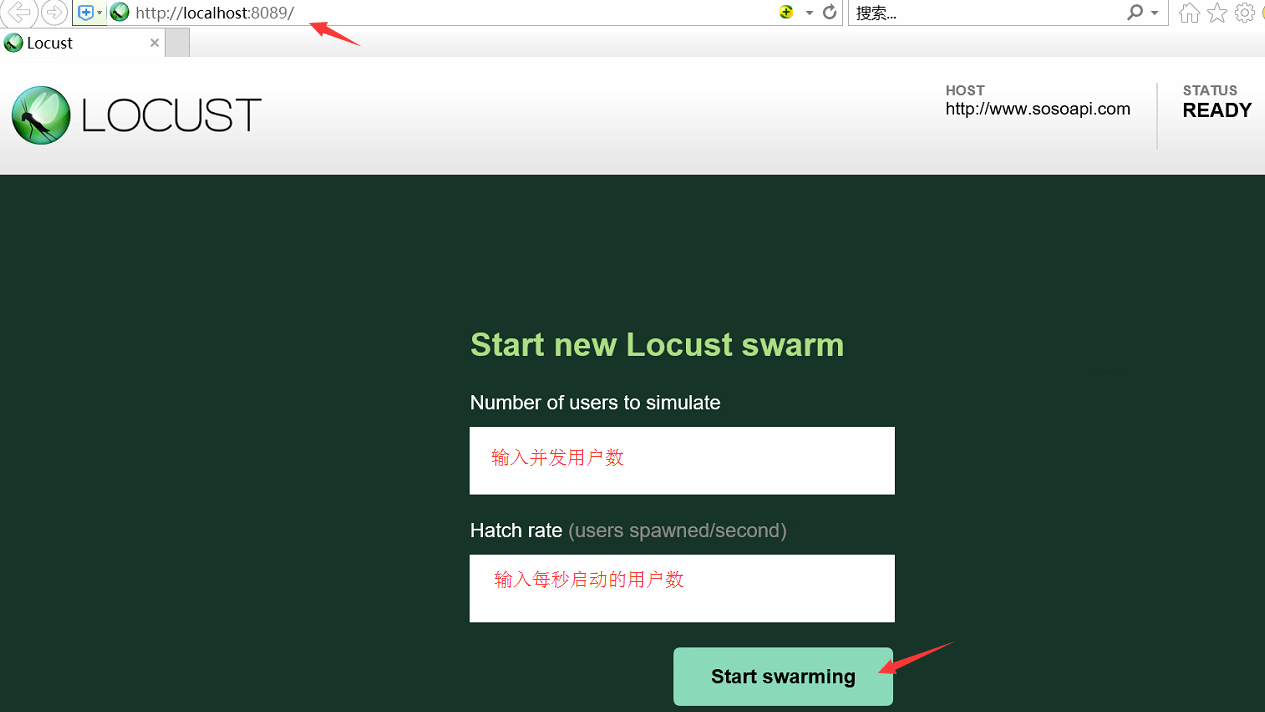 http://localhost:8089/
搜索...
Locust
LOCUST
HOST
http://www.sosoapi.com
STATUS
READY
Start new Locust swarm
Number of users to simulate
输入并发用户数
Hatch rate (users spawned/second)
输入每秒启动的用户数
Start swarming